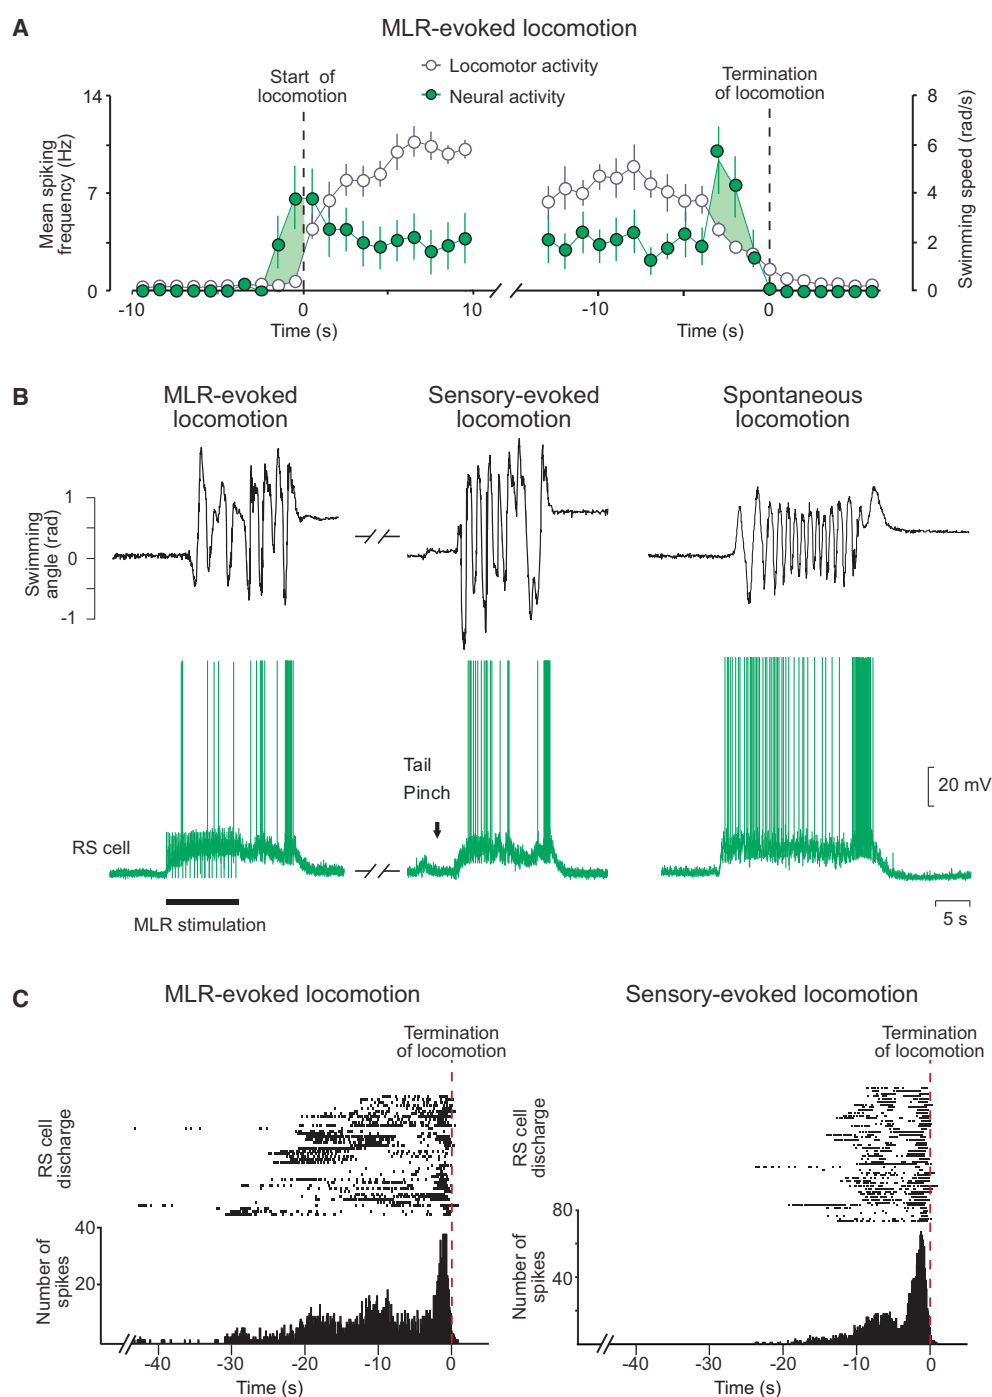 A
MLR-evoked locomotion
Start of
locomotion
Locomotor activity
Neural activity
Termination
of locomotion
14
7
0
Mean spiking
frequency (Hz)
8
6
4
2
0
Swimming speed (rad/s)
-10
0
10
-10
0
Time (s)
Time (s)
B
MLR-evoked
locomotion
Sensory-evoked
locomotion
Spontaneous
locomotion
1
0
-1
Swimming
angle (rad)
Tail
Pinch
20 mV
RS cell
MLR stimulation
5 s
C
MLR-evoked locomotion
Sensory-evoked locomotion
Termination
of locomotion
Termination
of locomotion
RS cell
discharge
RS cell
discharge
40
20
Number of
spikes
80
40
Number of
spikes
-40
-30
-20
-10
0
Time (s)
-40
-30
-20
-10
0
Time (s)